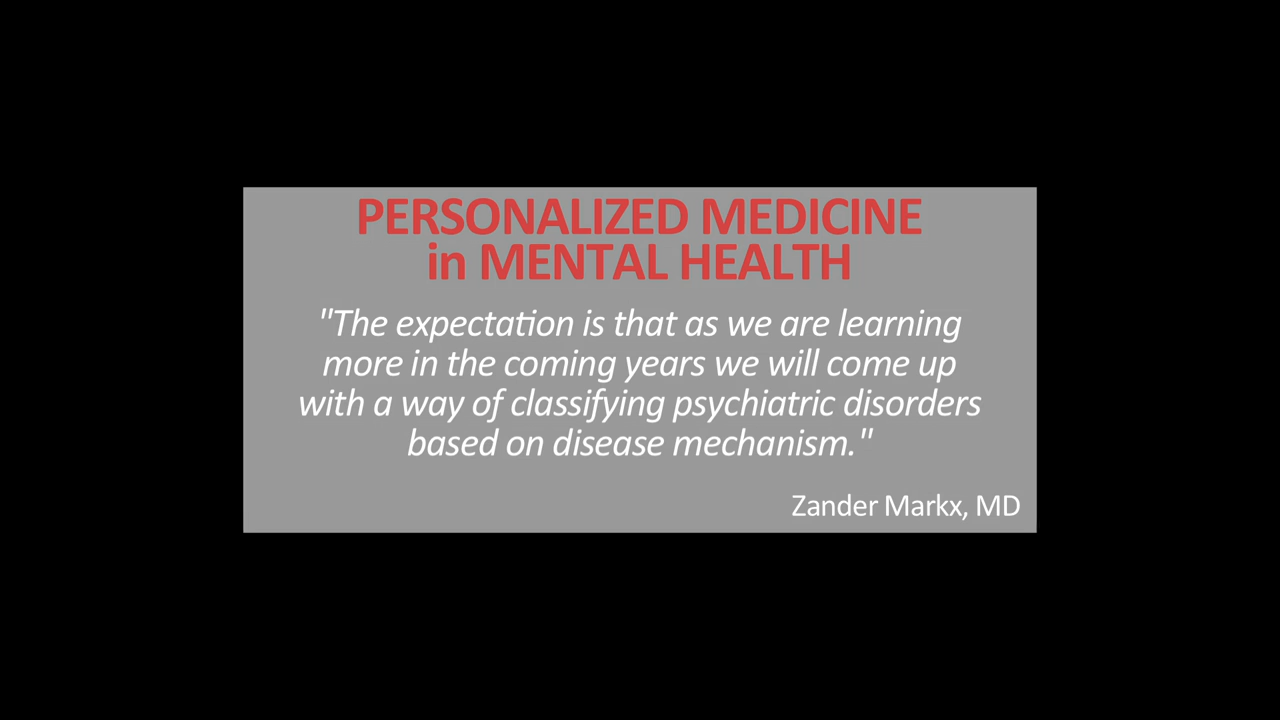 PERSONALIZED MEDICINE
in MENTAL HEALTH
"The expectation is that as we are learning
more in the coming years we will come up
with a way of classifying psychiatric disorders
based on disease mechanism."
Zander Markx, MD